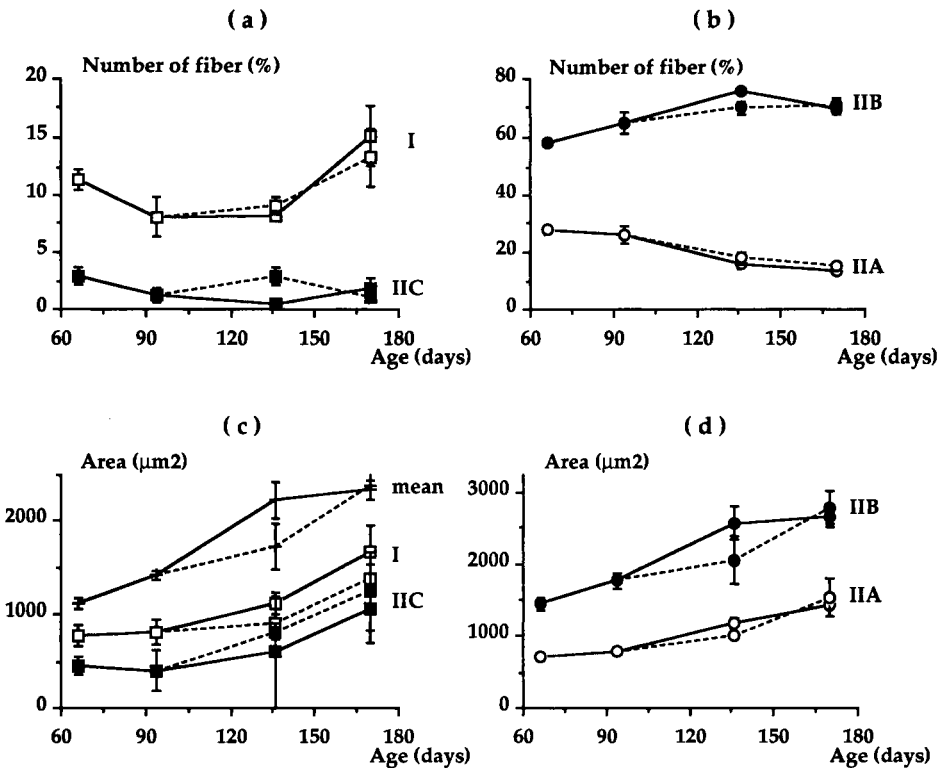 ( a )
Number of fiber (%)
20
15
10
5
0
I
IIC
60 90 120 150 180
Age (days)
( b )
Number of fiber (%)
80
60
40
20
0
IIB
IIA
60 90 120 150 180
Age (days)
( c )
Area (μm2)
2000
1000
0
mean
I
IIC
60 90 120 150 180
Age (days)
( d )
Area (μm2)
3000
2000
1000
0
IIB
IIA
60 90 120 150 180
Age (days)